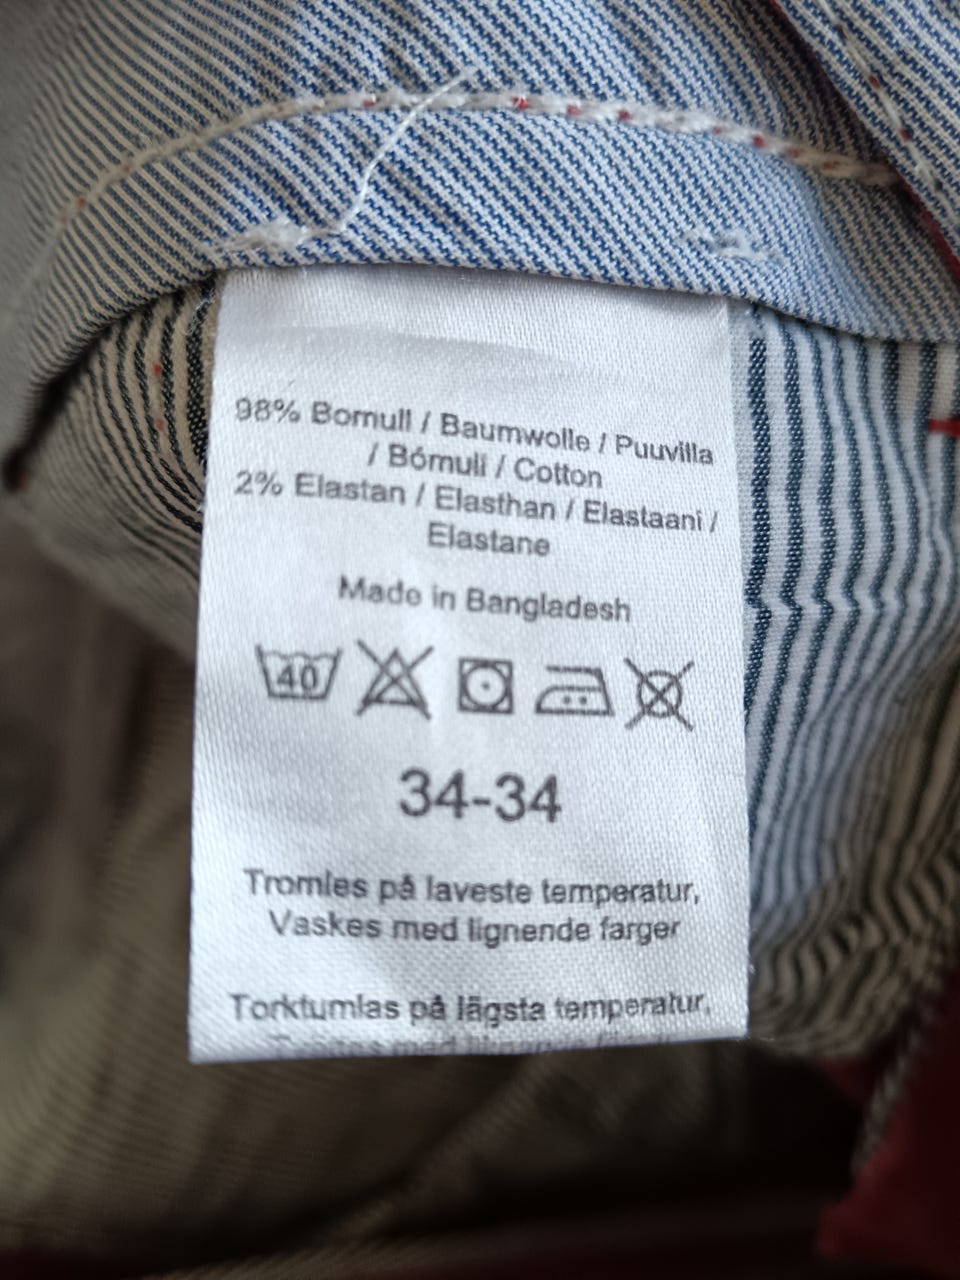 98% Bomull / Baumwolle / Puuvilla
/ Bómull / Cotton
2% Elastan / Elasthan / Elastaani /
Elastane
Made in Bangladesh
40
34-34
Tromles på laveste temperatur,
Vaskes med lignende farger
Torktumlas på lägsta temperatur,